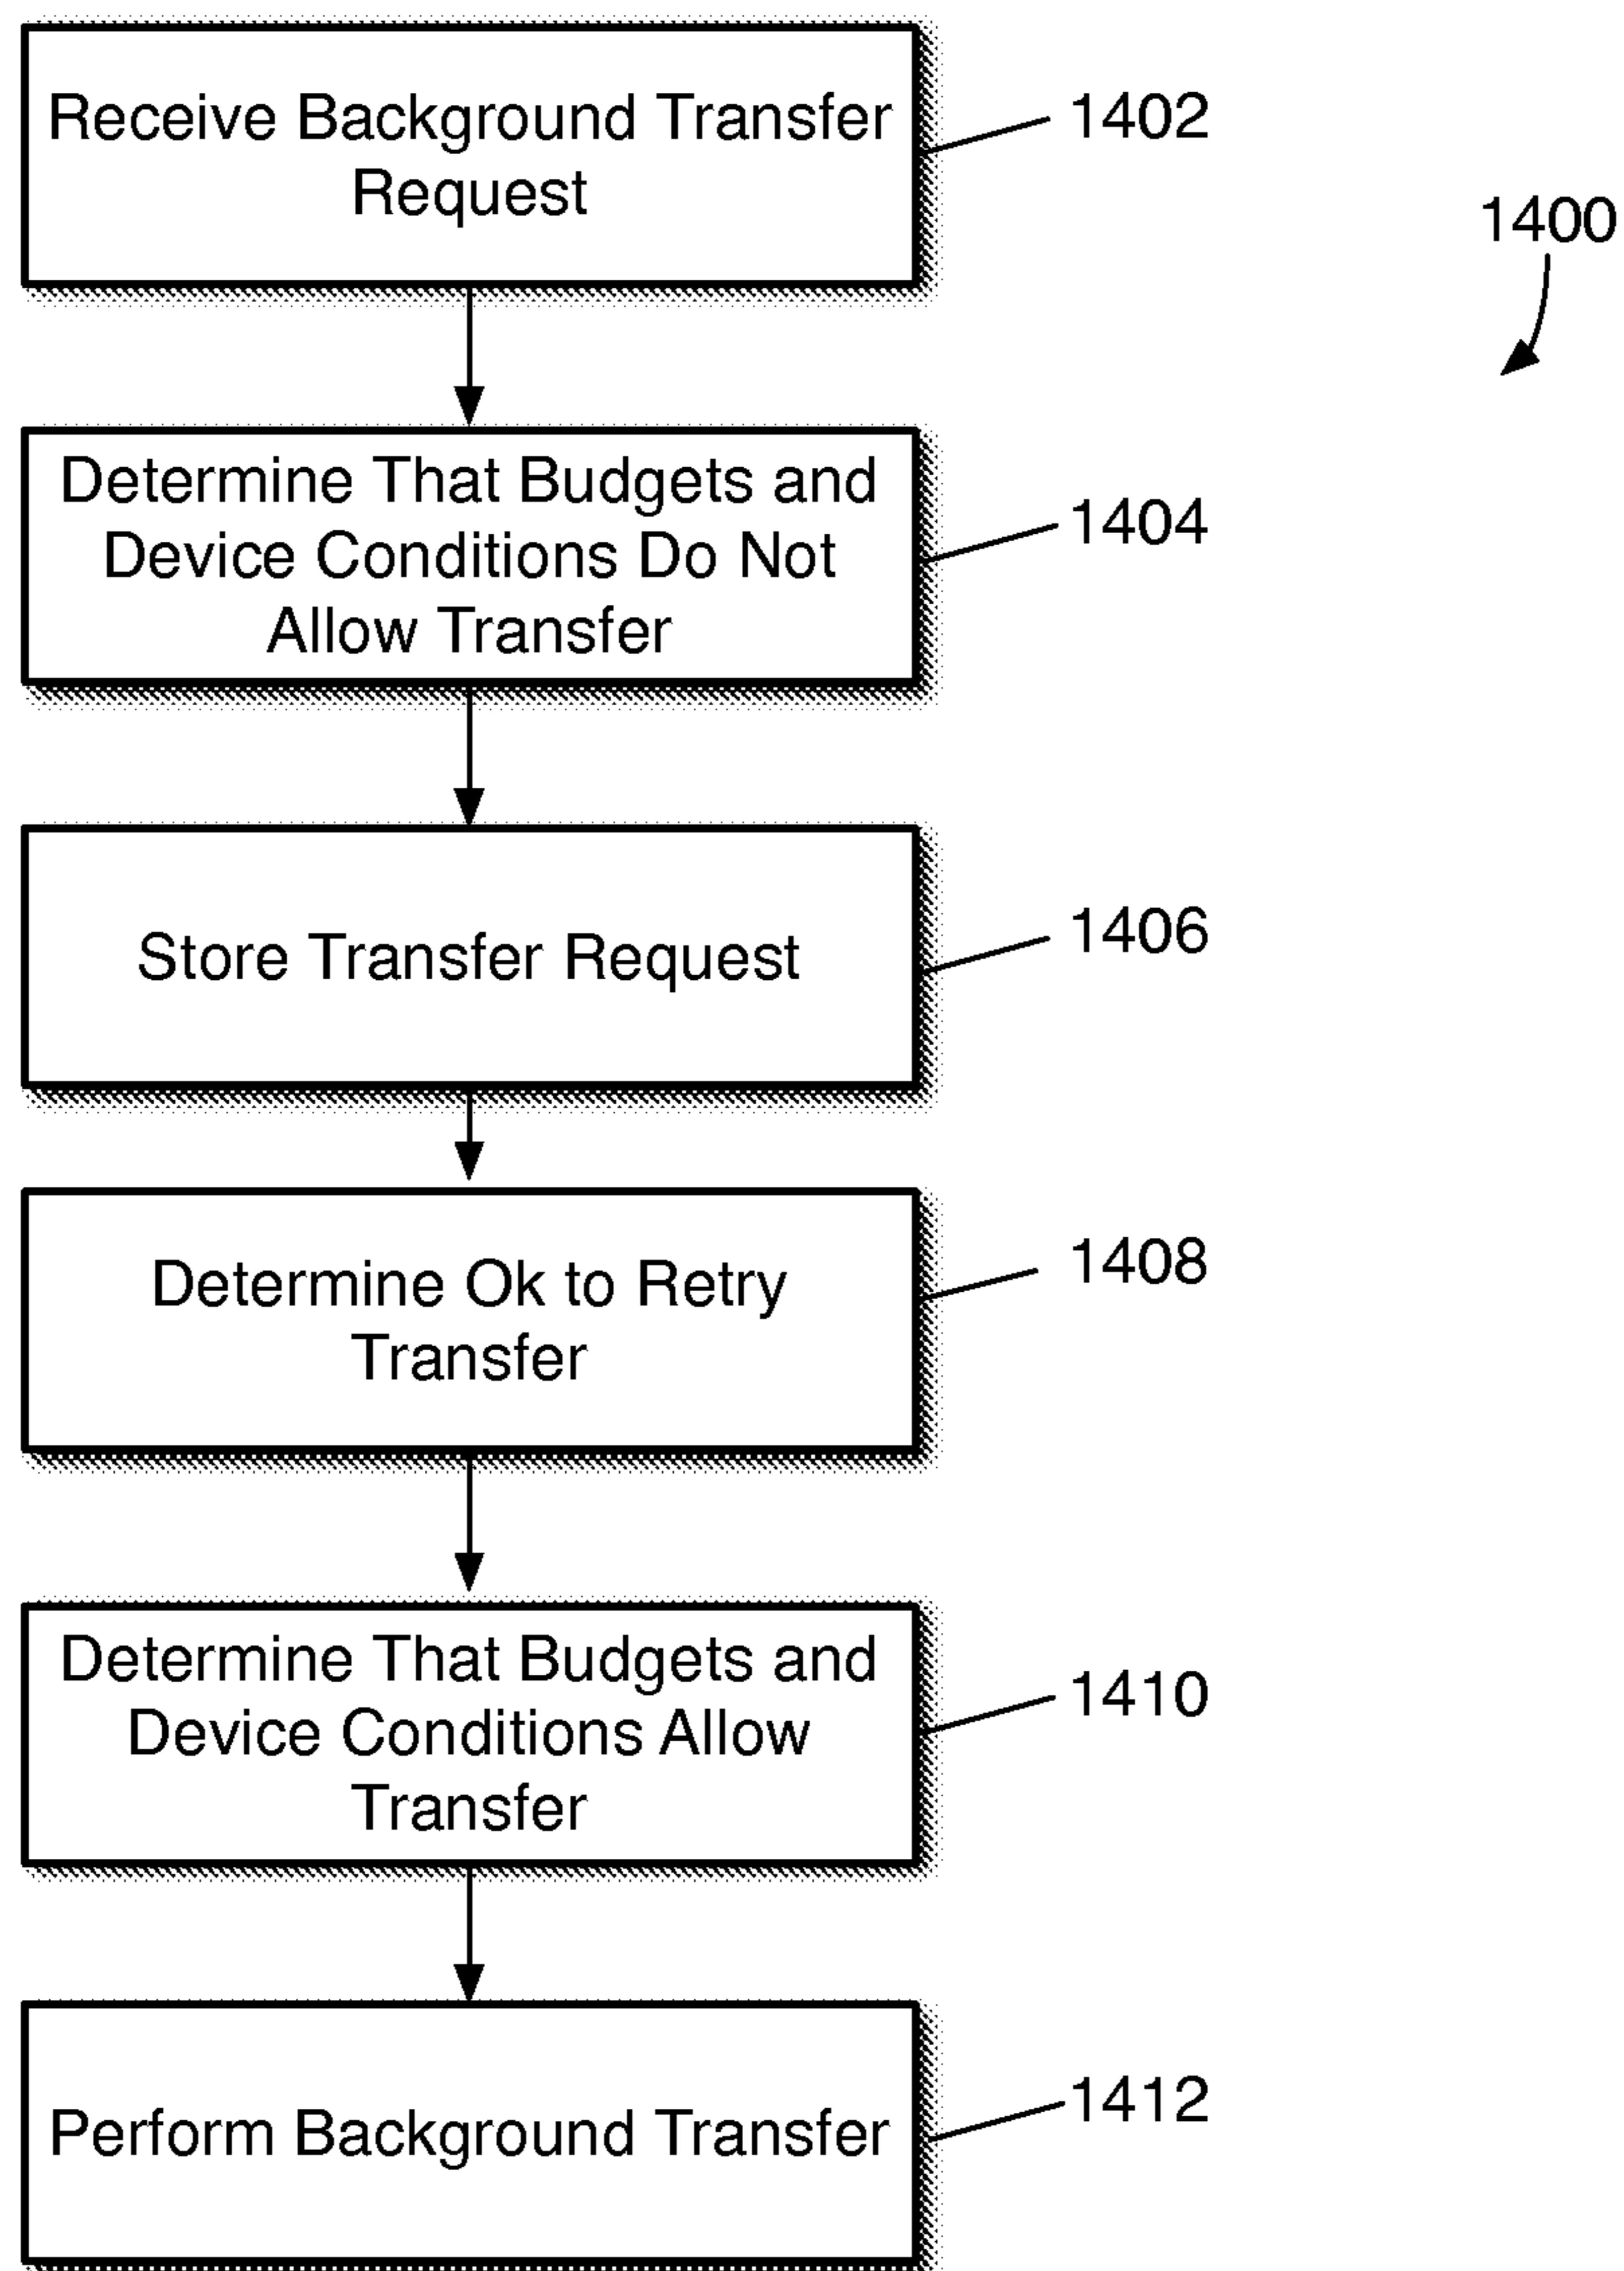 Receive Background Transfer
Request
1402
1400
Determine That Budgets and
Device Conditions Do Not
Allow Transfer
1404
Store Transfer Request
1406
Determine Ok to Retry
Transfer
1408
Determine That Budgets and
Device Conditions Allow
Transfer
1410
Perform Background Transfer
1412